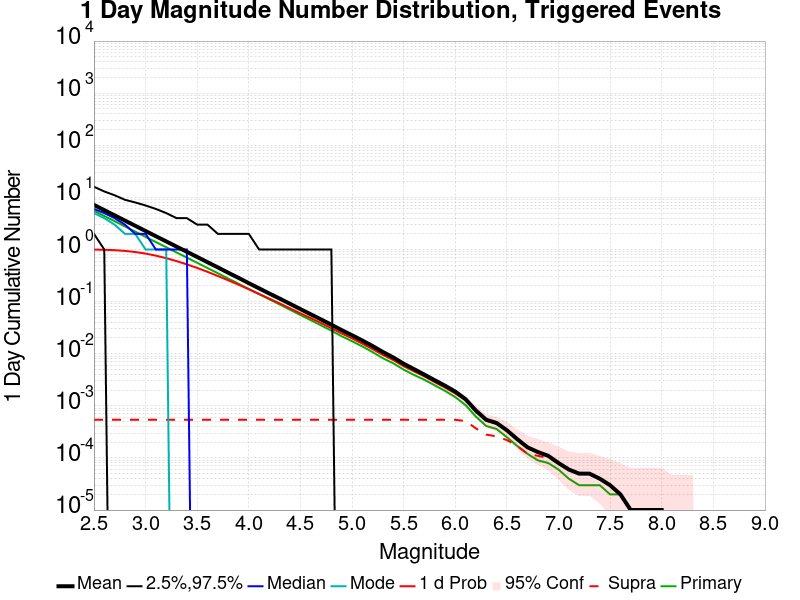 1 Day Magnitude Number Distribution, Triggered Events
10^4
10^3
10^2
10^1
10^0
10^-1
10^-2
10^-3
10^-4
10^-5
1 Day Cumulative Number
2.5 3.0 3.5 4.0 4.5 5.0 5.5 6.0 6.5 7.0 7.5 8.0 8.5 9.0
Magnitude
Mean 2.5%,97.5% Median Mode 1 d Prob 95% Conf Supra Primary